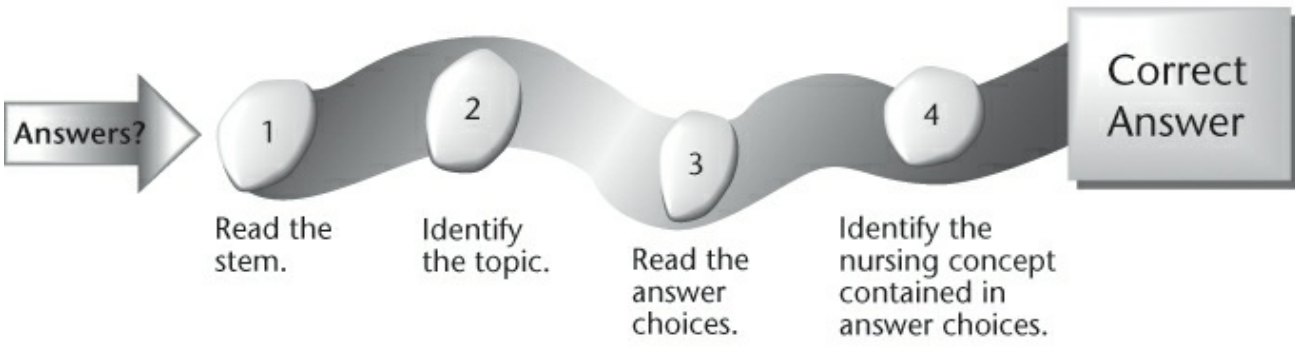 Answers?
1
Read the
stem.
2
Identify
the topic.
3
Read the
answer
choices.
4
Identify the
nursing concept
contained in
answer choices.
Correct
Answer